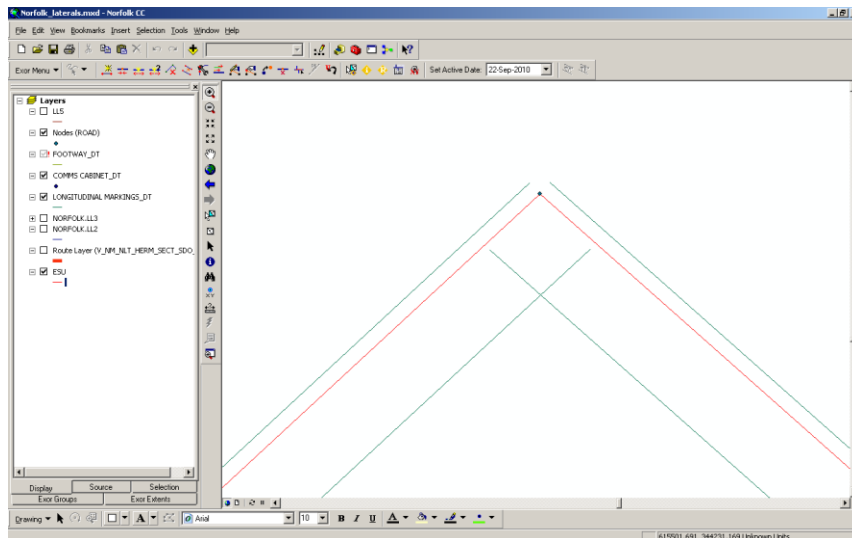 Norfolk_laterals.mxd - Norfolk CC
File Edit View Bookmarks Insert Selection Tools Window Help
Exor Menu Set Active Date: 22-Sep-2010
Layers
LL5
Nodes (ROAD)
FOOTWAY_DT
COMMS CABINET_DT
LONGITUDINAL MARKINGS_DT
NORFOLK.LL3
NORFOLK.LL2
Route Layer (V_NM_NLT_HERM_SECT_SDO_
ESU
Display Source Selection
Exor Groups Exor Extents
Drawing A Arial 10 B I U A
615501.691 344231.169 Unknown Units